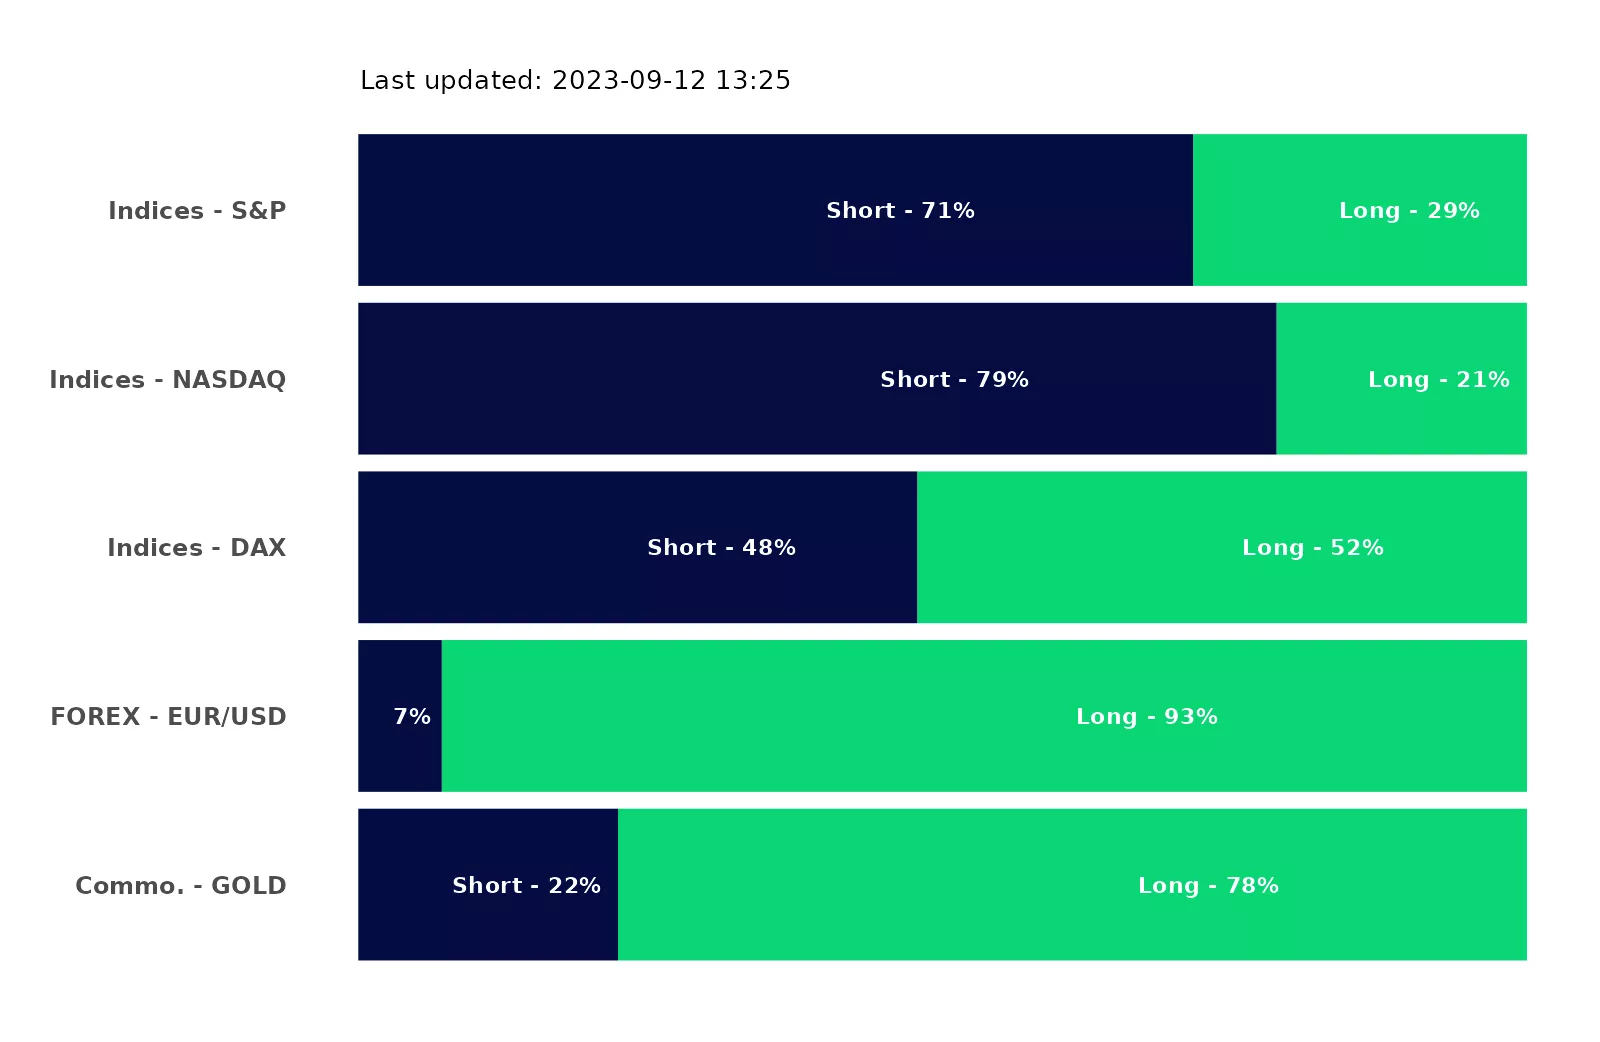 Last updated: 2023-09-12 13:25
Indices - S&P Short - 71% Long - 29%
Indices - NASDAQ Short - 79% Long - 21%
Indices - DAX Short - 48% Long - 52%
FOREX - EUR/USD 7% Long - 93%
Commo. - GOLD Short - 22% Long - 78%